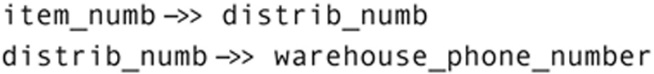 item_numb ->> distrib_numb
distrib_numb ->> warehouse_phone_number